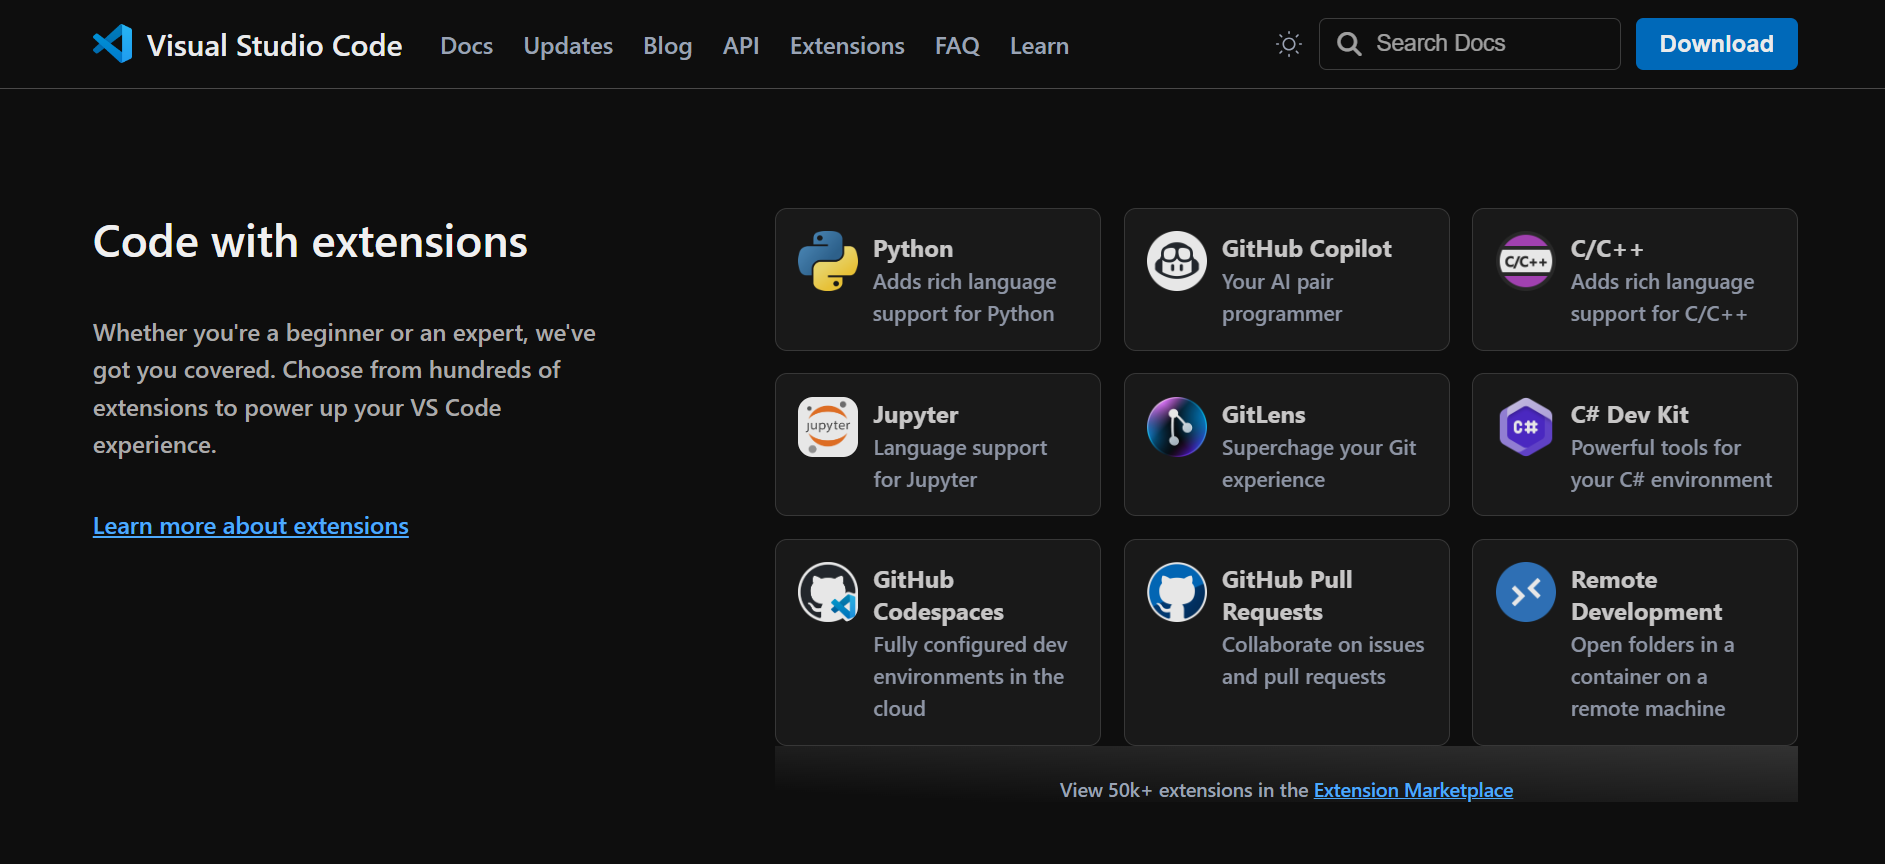 Visual Studio Code Docs Updates Blog API Extensions FAQ Learn Search Docs Download
Code with extensions
Whether you're a beginner or an expert, we've
got you covered. Choose from hundreds of
extensions to power up your VS Code
experience.
Learn more about extensions
Python
Adds rich language
support for Python
GitHub Copilot
Your AI pair
programmer
C/C++
C/C++
Adds rich language
support for C/C++
jupyter
Jupyter
Language support
for Jupyter
GitLens
Superchage your Git
experience
C#
C# Dev Kit
Powerful tools for
your C# environment
GitHub
Codespaces
Fully configured dev
environments in the
cloud
GitHub Pull
Requests
Collaborate on issues
and pull requests
Remote
Development
Open folders in a
container on a
remote machine
View 50k+ extensions in the Extension Marketplace